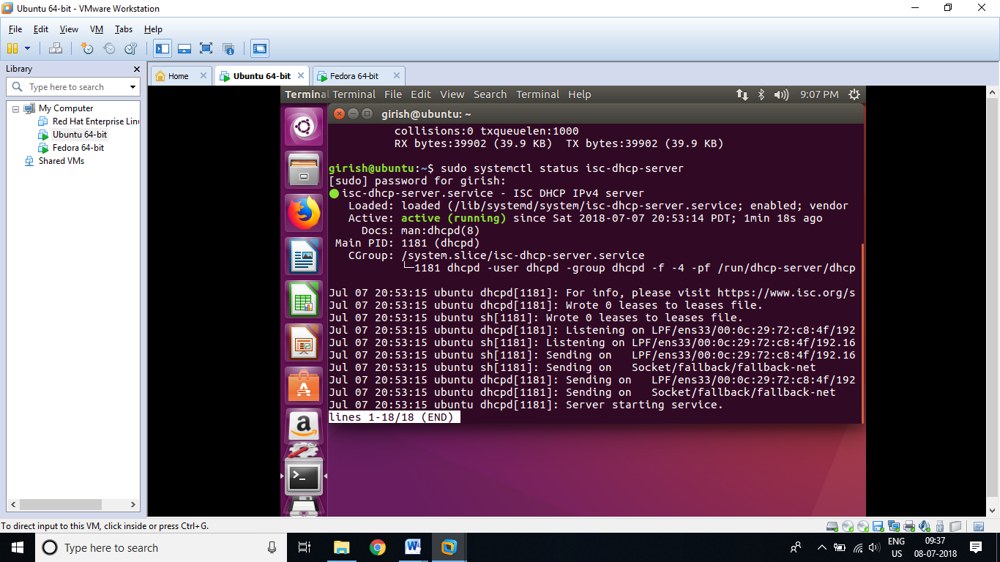 Ubuntu 64-bit - VMware Workstation
File Edit View VM Tabs Help
Library
Type here to search
My Computer
Red Hat Enterprise Linu
Ubuntu 64-bit
Fedora 64-bit
Shared VMs
Home
Ubuntu 64-bit
Fedora 64-bit
Terminal Terminal File Edit View Search Terminal Help 9:07 PM
girish@ubuntu: ~
collisions:0 txqueuelen:1000
RX bytes:39902 (39.9 KB)  TX bytes:39902 (39.9 KB)
girish@ubuntu:~$ sudo systemctl status isc-dhcp-server
[sudo] password for girish:
isc-dhcp-server.service - ISC DHCP IPv4 server
Loaded: loaded (/lib/systemd/system/isc-dhcp-server.service; enabled; vendor
Active: active (running) since Sat 2018-07-07 20:53:14 PDT; 1min 18s ago
Docs: man:dhcpd(8)
Main PID: 1181 (dhcpd)
CGroup: /system.slice/isc-dhcp-server.service
└─1181 dhcpd -user dhcpd -group dhcpd -f -4 -pf /run/dhcp-server/dhcp
Jul 07 20:53:15 ubuntu dhcpd[1181]: For info, please visit https://www.isc.org/s
Jul 07 20:53:15 ubuntu dhcpd[1181]: Wrote 0 leases to leases file.
Jul 07 20:53:15 ubuntu sh[1181]: Wrote 0 leases to leases file.
Jul 07 20:53:15 ubuntu dhcpd[1181]: Listening on LPF/ens33/00:0c:29:72:c8:4f/192
Jul 07 20:53:15 ubuntu sh[1181]: Listening on LPF/ens33/00:0c:29:72:c8:4f/192.16
Jul 07 20:53:15 ubuntu sh[1181]: Sending on   LPF/ens33/00:0c:29:72:c8:4f/192.16
Jul 07 20:53:15 ubuntu sh[1181]: Sending on   Socket/fallback/fallback-net
Jul 07 20:53:15 ubuntu dhcpd[1181]: Sending on   LPF/ens33/00:0c:29:72:c8:4f/192
Jul 07 20:53:15 ubuntu dhcpd[1181]: Sending on   Socket/fallback/fallback-net
Jul 07 20:53:15 ubuntu dhcpd[1181]: Server starting service.
lines 1-18/18 (END)
To direct input to this VM, click inside or press Ctrl+G.
Type here to search
ENG
US
09:37
08-07-2018